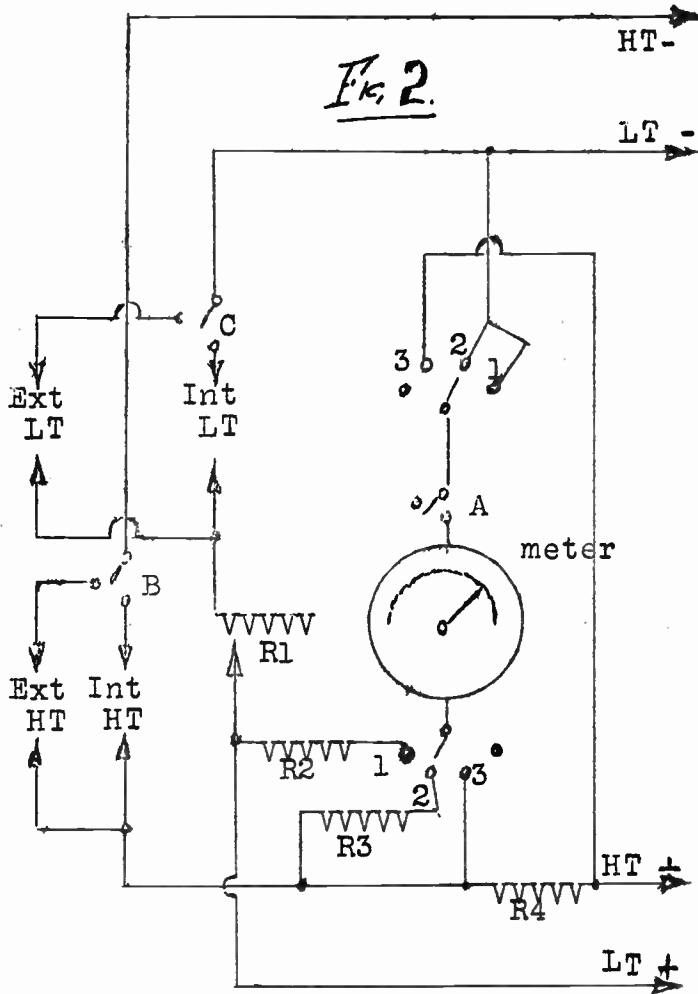 HT-
Fig. 2.
LT -
C
3 2 1
Ext
LT
Int
LT
A
meter
B
R1
Ext
HT
Int
HT
R2
1
2
3
R3
HT +
R4
LT +